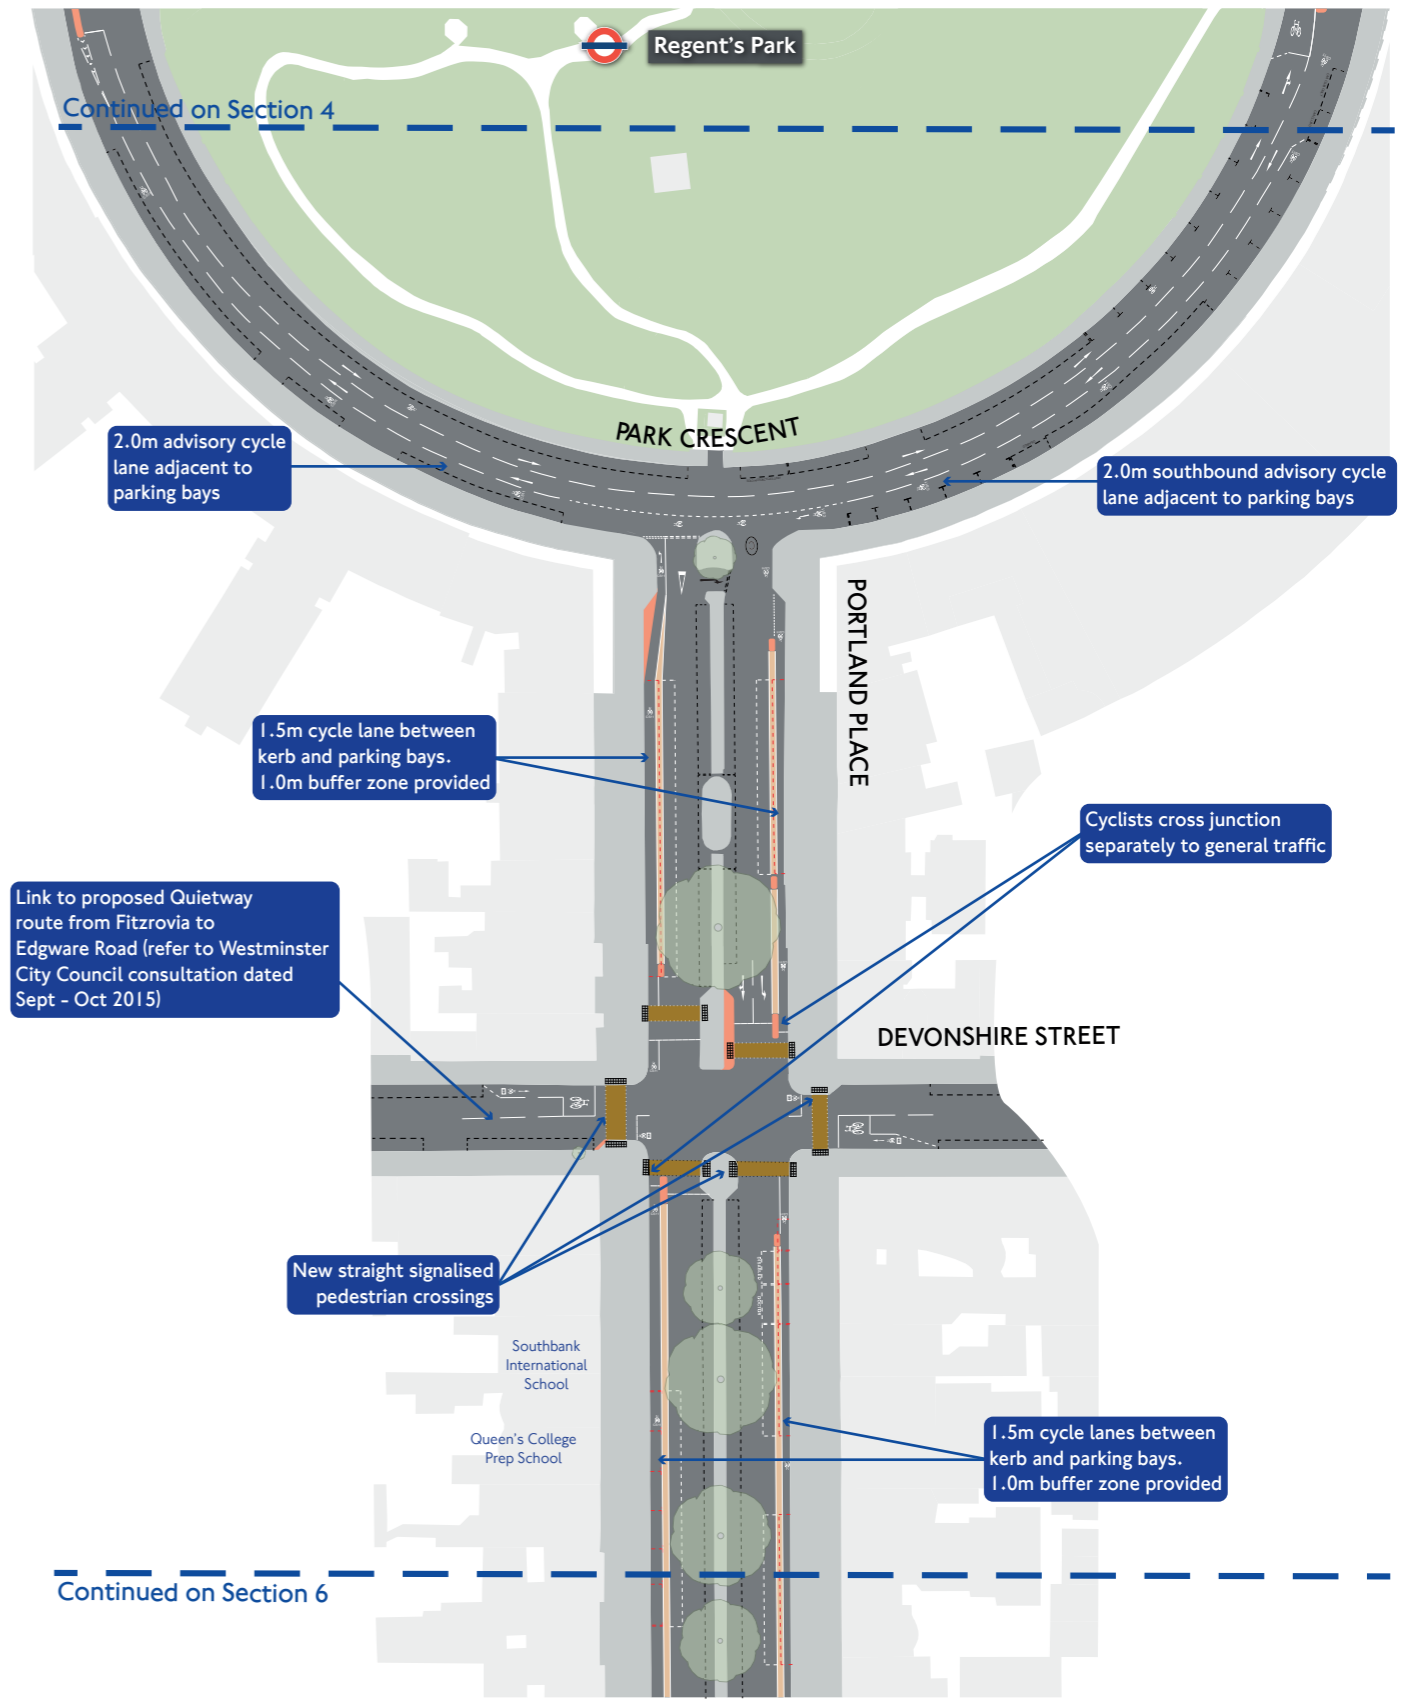 Regent's Park
Continued on Section 4
PARK CRESCENT
2.0m advisory cycle
lane adjacent to
parking bays
2.0m southbound advisory cycle
lane adjacent to parking bays
PORTLAND PLACE
1.5m cycle lane between
kerb and parking bays.
1.0m buffer zone provided
Cyclists cross junction
separately to general traffic
Link to proposed Quietway
route from Fitzrovia to
Edgware Road (refer to Westminster
City Council consultation dated
Sept - Oct 2015)
DEVONSHIRE STREET
New straight signalised
pedestrian crossings
Southbank
International
School
Queen's College
Prep School
1.5m cycle lanes between
kerb and parking bays.
1.0m buffer zone provided
Continued on Section 6